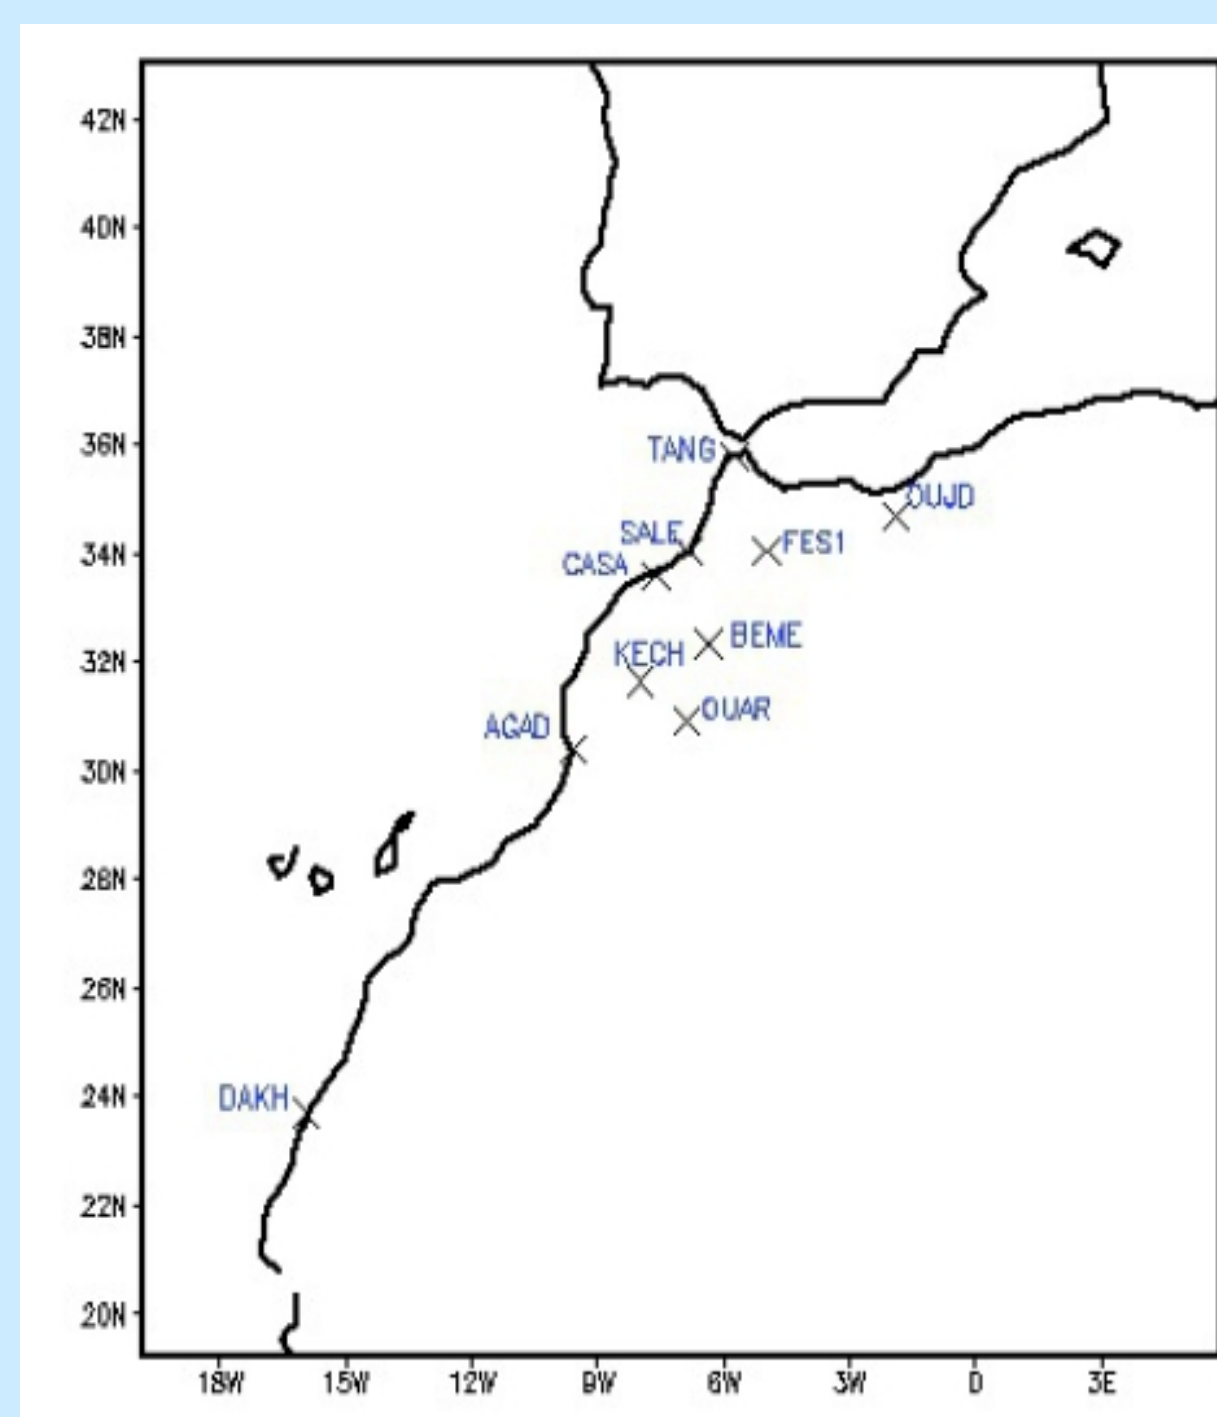 42N
40N
38N
36N
TANG
OUJD
SALE
FES1
34N
CASA
BEME
KECH
32N
OUAR
AGAD
30N
28N
26N
DAKH
24N
22N
20N
18W 15W 12W 9W 6W 3W 0 3E